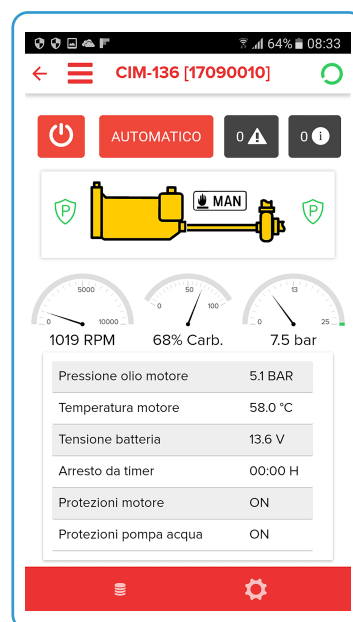 64% 08:33
CIM-136 [17090010]
AUTOMATICO 0 0 i
P MAN P
5000 50 13
0 10000 0 100 0 25
1019 RPM 68% Carb. 7.5 bar
Pressione olio motore 5.1 BAR
Temperatura motore 58.0 °C
Tensione batteria 13.6 V
Arresto da timer 00:00 H
Protezioni motore ON
Protezioni pompa acqua ON